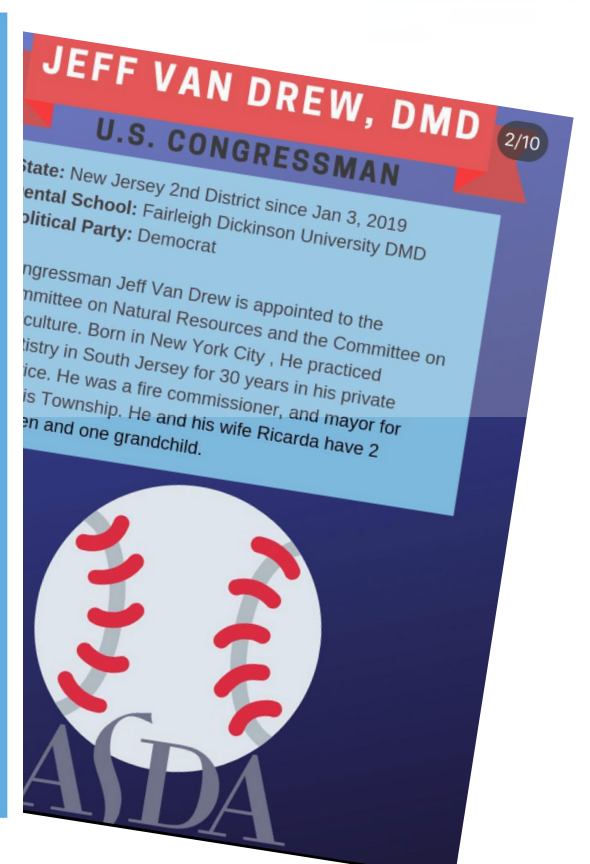 JEFF VAN DREW, DMD
2/10
U.S. CONGRESSMAN
State: New Jersey 2nd District since Jan 3, 2019
ental School: Fairleigh Dickinson University DMD
olitical Party: Democrat
ngressman Jeff Van Drew is appointed to the
mmittee on Natural Resources and the Committee on
culture. Born in New York City , He practiced
tistry in South Jersey for 30 years in his private
ice. He was a fire commissioner, and mayor for
is Township. He and his wife Ricarda have 2
en and one grandchild.
ASDA